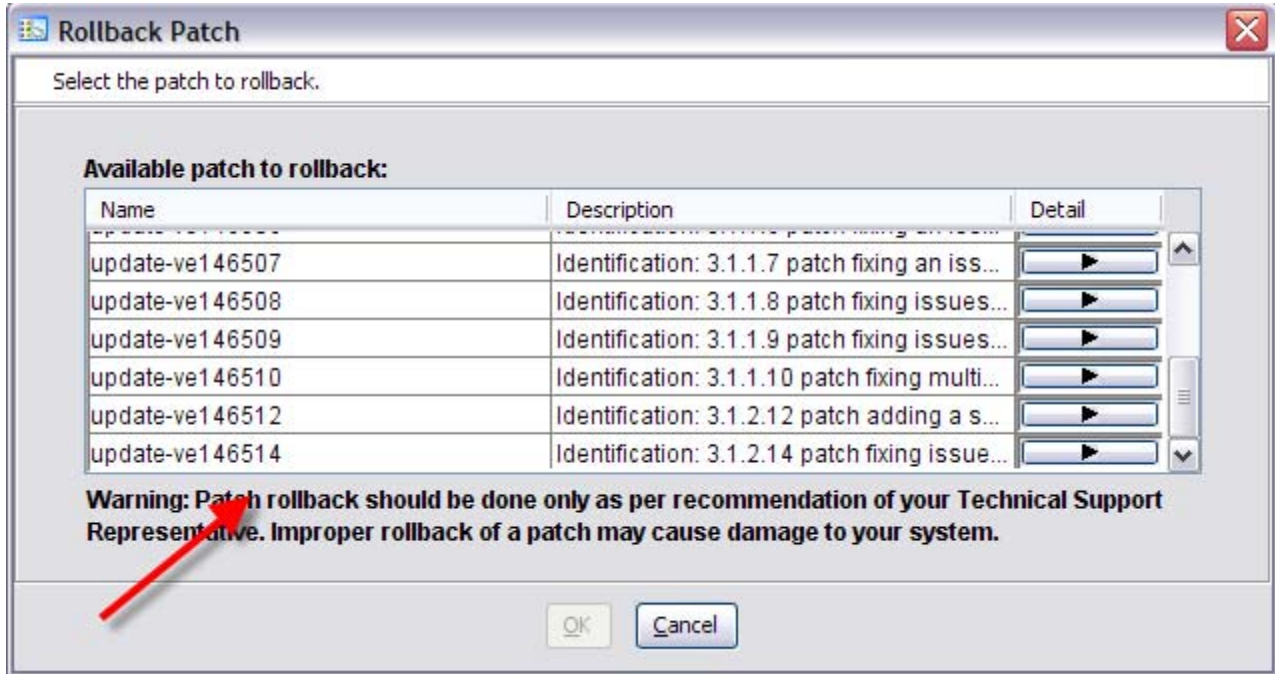 Rollback Patch
Select the patch to rollback.
Available patch to rollback:
Name Description Detail
update-ve146507 Identification: 3.1.1.7 patch fixing an iss...
update-ve146508 Identification: 3.1.1.8 patch fixing issues...
update-ve146509 Identification: 3.1.1.9 patch fixing issues...
update-ve146510 Identification: 3.1.1.10 patch fixing multi...
update-ve146512 Identification: 3.1.2.12 patch adding a s...
update-ve146514 Identification: 3.1.2.14 patch fixing issue...
Warning: Patch rollback should be done only as per recommendation of your Technical Support
Representative. Improper rollback of a patch may cause damage to your system.
OK Cancel